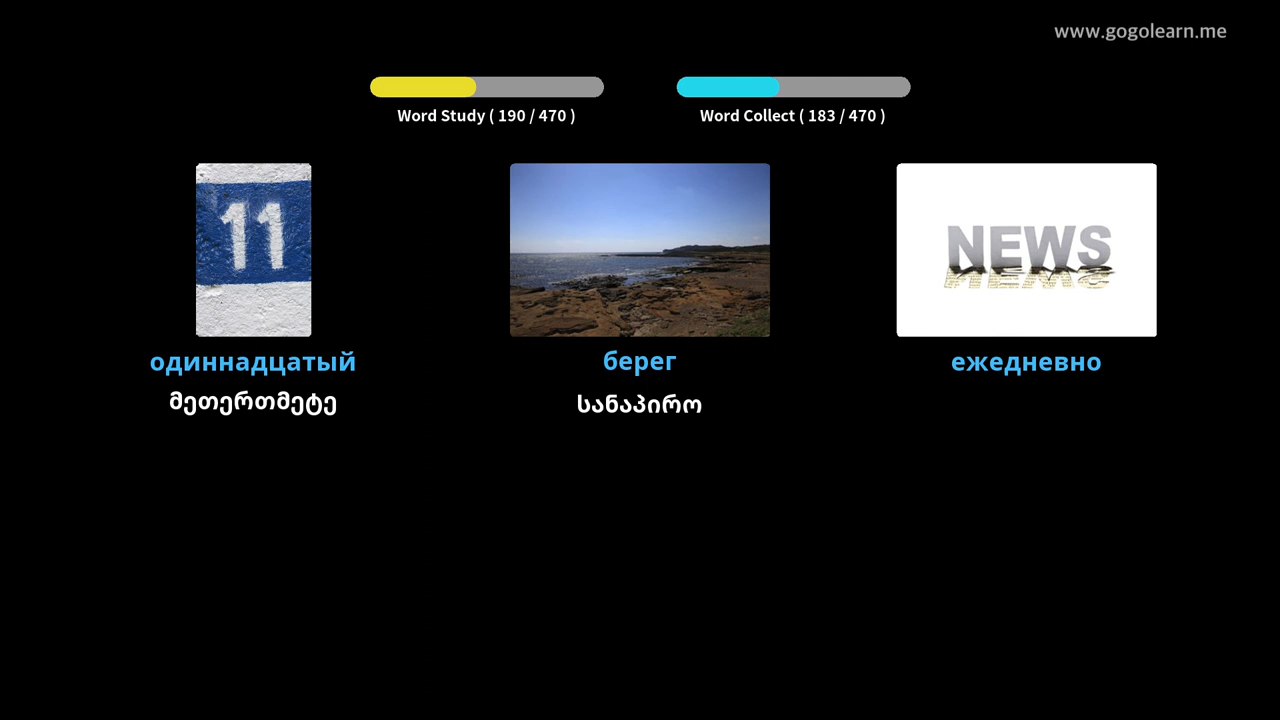 www.gogolearn.me
Word Study ( 190 / 470 )
Word Collect ( 183 / 470 )
11
NEWS
одиннадцатый
берег
ежедневно
მეთერთმეტე
სანაპირო